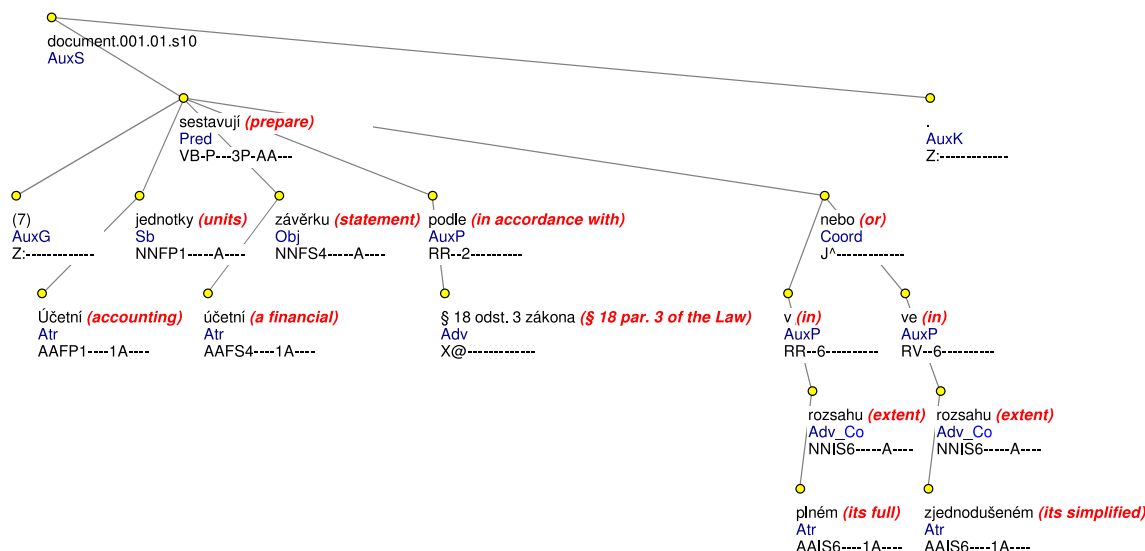 document.001.01.s10
AuxS
sestavují (prepare)
Pred
VB-P---3P-AA---
.
AuxK
Z:-------------
(7)
AuxG
Z:-------------
jednotky (units)
Sb
NNFP1-----A----
závěrku (statement)
Obj
NNFS4-----A----
podle (in accordance with)
AuxP
RR--2----------
nebo (or)
Coord
J^-------------
Účetní (accounting)
Atr
AAFP1----1A----
účetní (a financial)
Atr
AAFS4----1A----
§ 18 odst. 3 zákona (§ 18 par. 3 of the Law)
Adv
X@-------------
v (in)
AuxP
RR--6----------
ve (in)
AuxP
RV--6----------
rozsahu (extent)
Adv_Co
NNIS6-----A----
rozsahu (extent)
Adv_Co
NNIS6-----A----
plném (its full)
Atr
AAIS6----1A----
zjednodušeném (its simplified)
Atr
AAIS6----1A----